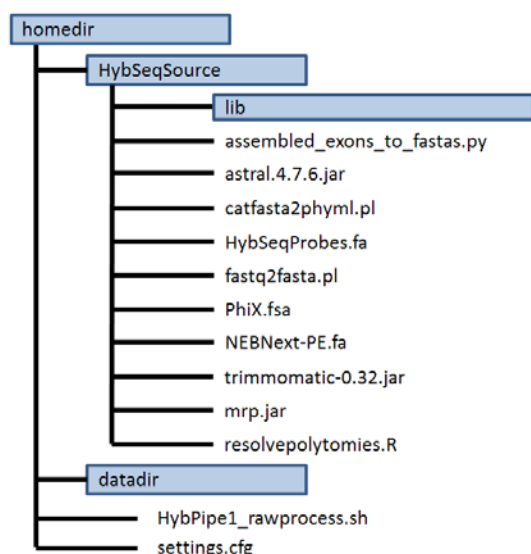 homedir
HybSeqSource
lib
assembled_exons_to_fastas.py
astral.4.7.6.jar
catfasta2phyml.pl
HybSeqProbes.fa
fastq2fasta.pl
PhiX.fsa
NEBNext-PE.fa
trimmomatic-0.32.jar
mrp.jar
resolvepolytomies.R
datadir
HybPipe1_rawprocess.sh
settings.cfg